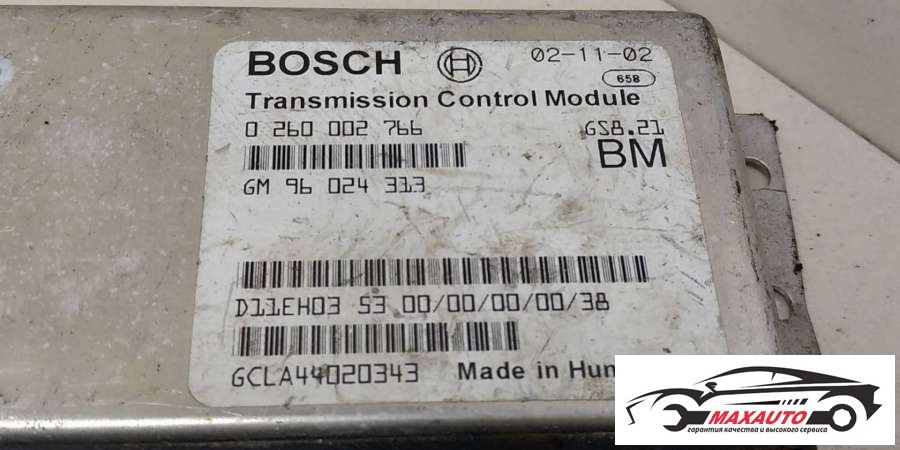 BOSCH
02-11-02
658
Transmission Control Module
0 260 002 766
GS8.21
BM
GM 96 024 313
D11EH03 S3 00/00/00/00/38
GCLA44020343
Made in Hun
MAXAUTO
гарантия качества и высокого сервиса